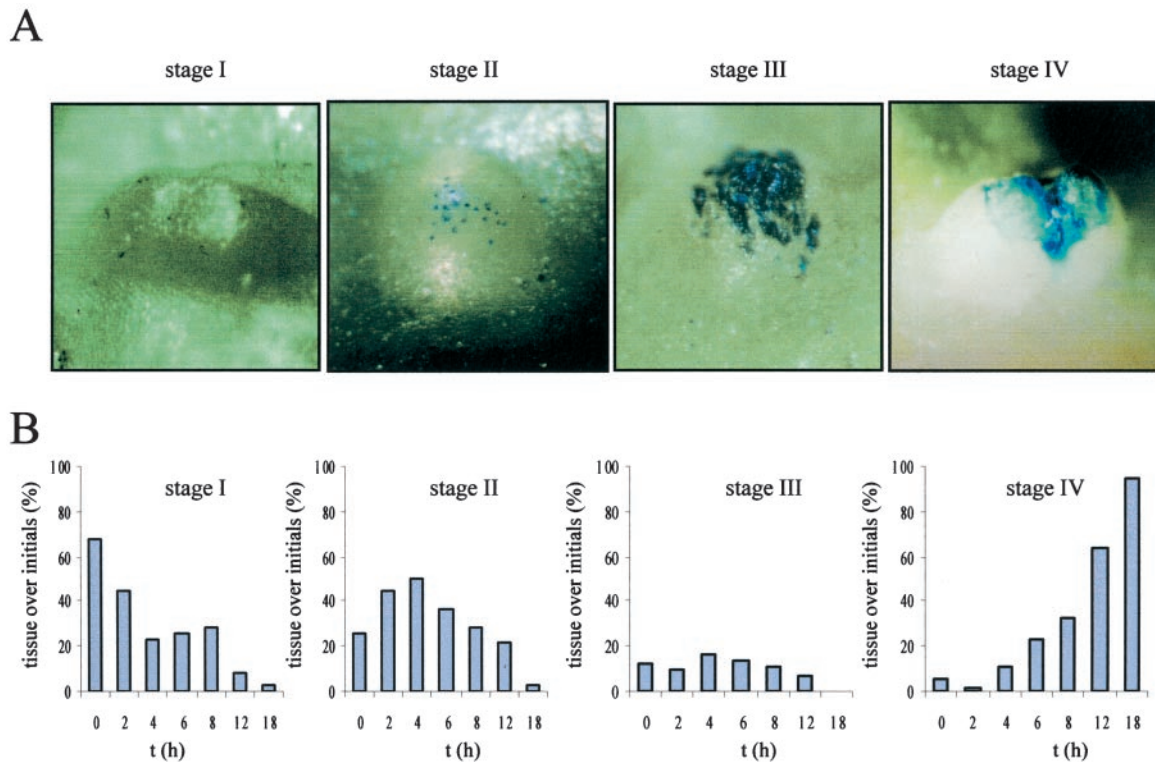 A
stage I stage II stage III stage IV
B
stage I stage II stage III stage IV
tissue over initials (%) tissue over initials (%) tissue over initials (%) tissue over initials (%)
100 100 100 100
80 80 80 80
60 60 60 60
40 40 40 40
20 20 20 20
0 0 0 0
0 2 4 6 8 12 18 0 2 4 6 8 12 18 0 2 4 6 8 12 18 0 2 4 6 8 12 18
t (h) t (h) t (h) t (h)